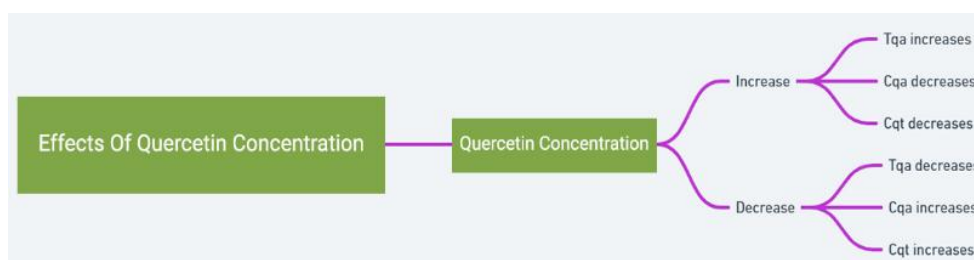 Effects Of Quercetin Concentration
Quercetin Concentration
Increase
Tqa increases
Cqa decreases
Cqt decreases
Decrease
Tqa decreases
Cqa increases
Cqt increases